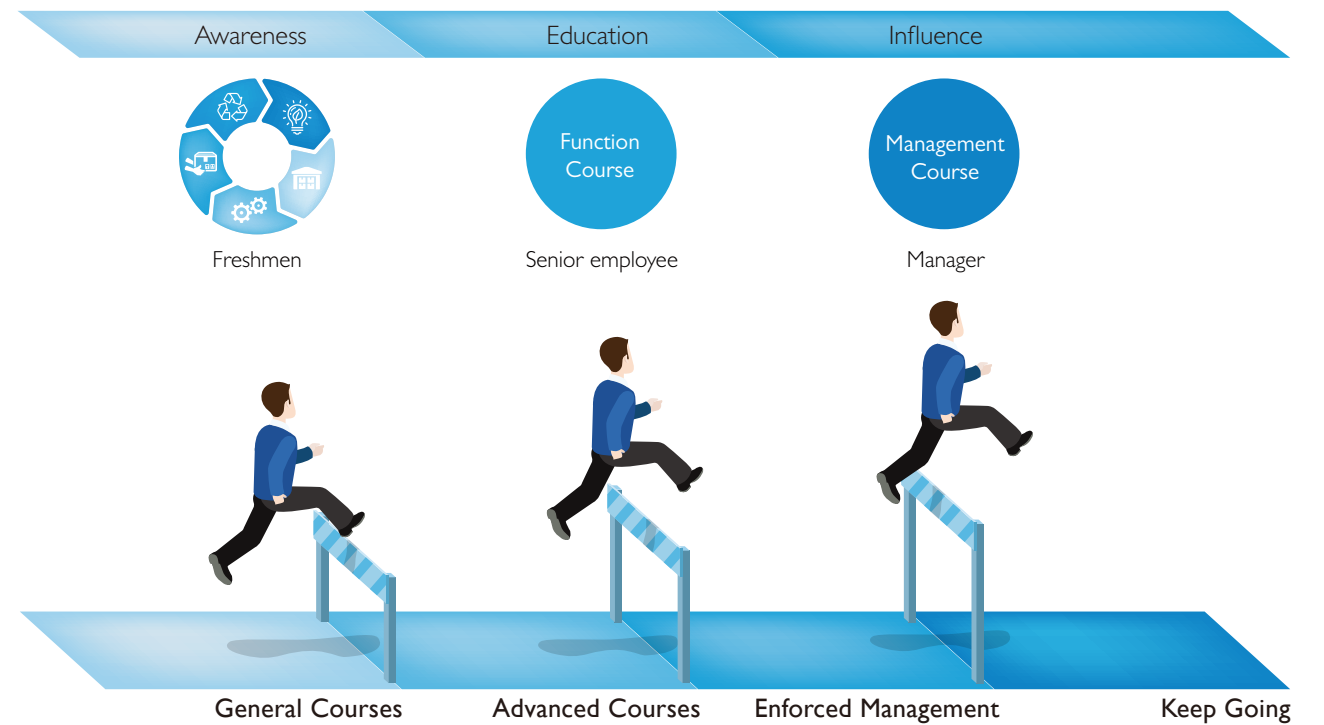 Awareness
Education
Influence
Function
Course
Management
Course
Freshmen
Senior employee
Manager
General Courses
Advanced Courses
Enforced Management
Keep Going